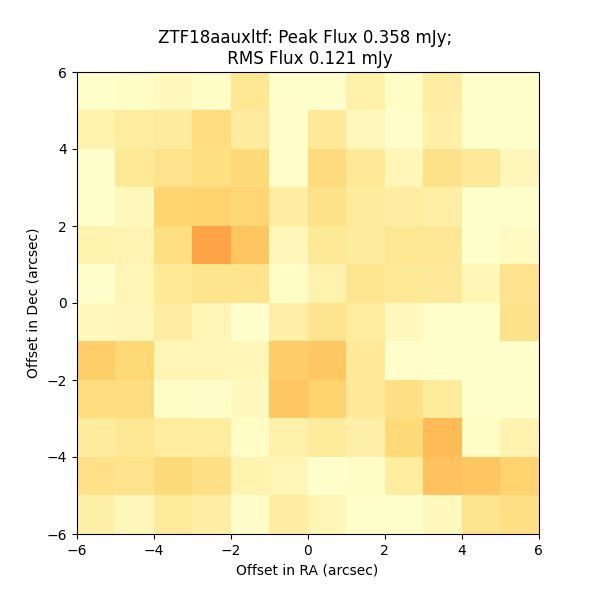 ZTF18aauxltf: Peak Flux 0.358 mJy;
RMS Flux 0.121 mJy
6
4
2
0
−2
−4
−6
Offset in Dec (arcsec)
−6 −4 −2 0 2 4 6
Offset in RA (arcsec)